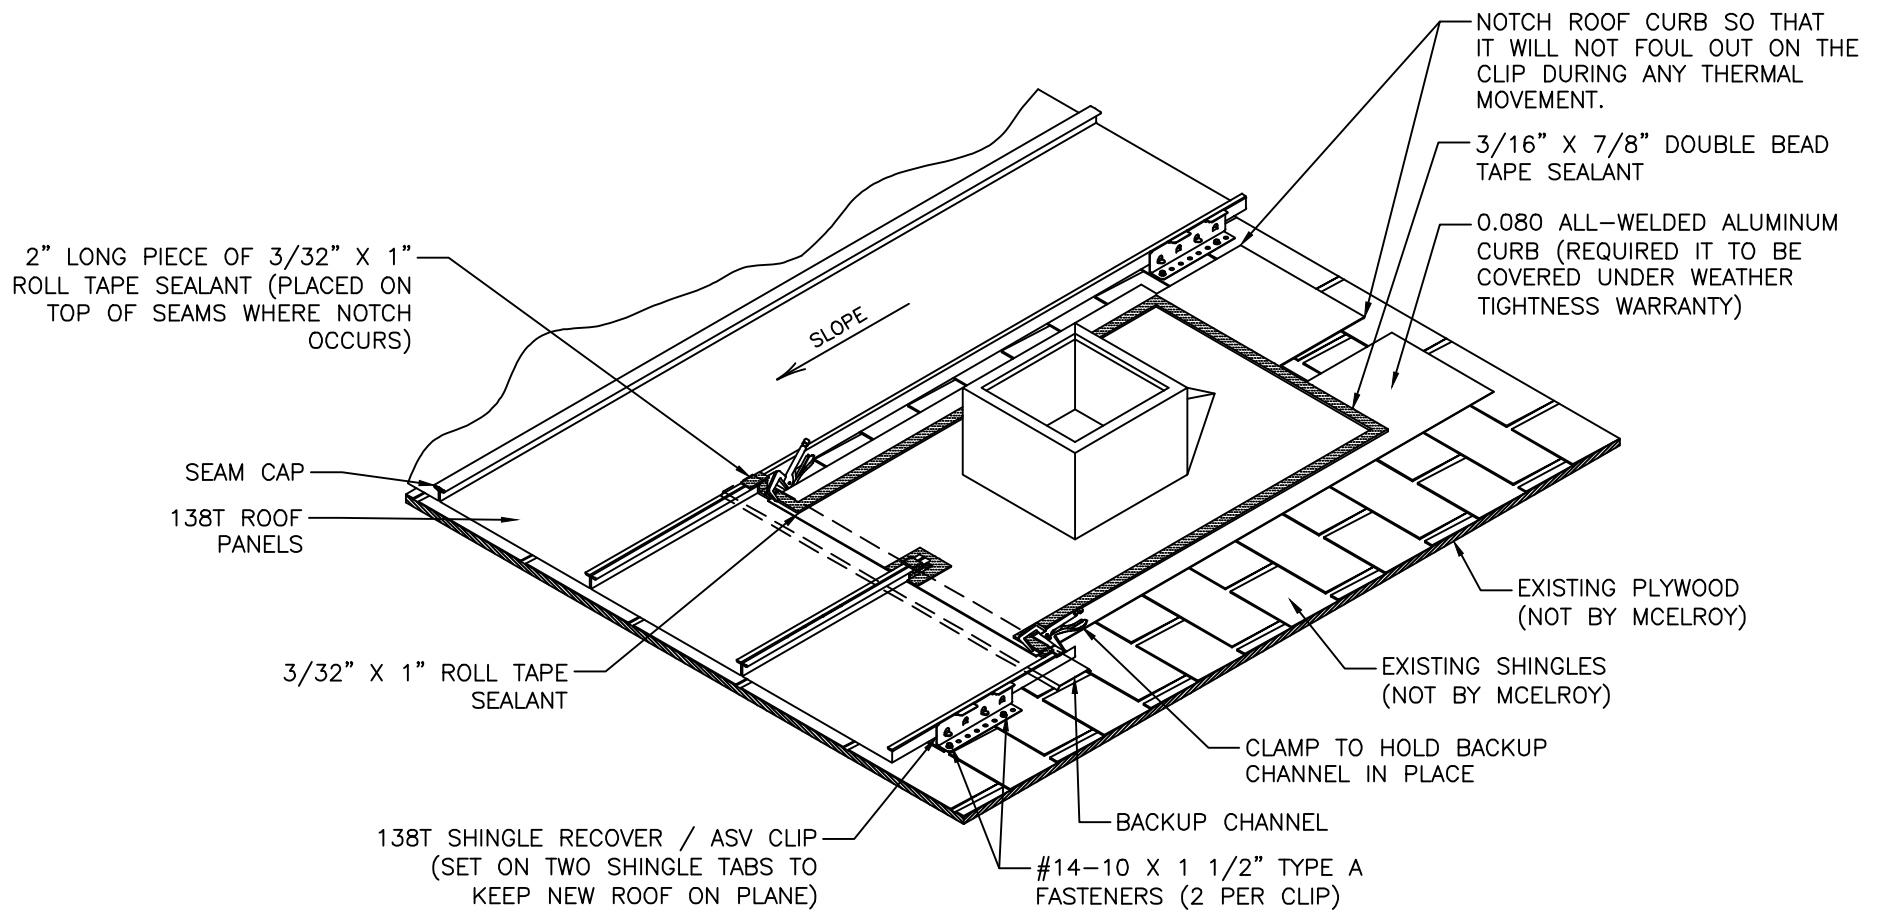 NOTCH ROOF CURB SO THAT
IT WILL NOT FOUL OUT ON THE
CLIP DURING ANY THERMAL
MOVEMENT.
3/16" X 7/8" DOUBLE BEAD
TAPE SEALANT
0.080 ALL-WELDED ALUMINUM
CURB (REQUIRED IT TO BE
COVERED UNDER WEATHER
TIGHTNESS WARRANTY)
2" LONG PIECE OF 3/32" X 1"
ROLL TAPE SEALANT (PLACED ON
TOP OF SEAMS WHERE NOTCH
OCCURS)
SLOPE
SEAM CAP
138T ROOF
PANELS
EXISTING PLYWOOD
(NOT BY MCELROY)
3/32" X 1" ROLL TAPE
SEALANT
EXISTING SHINGLES
(NOT BY MCELROY)
CLAMP TO HOLD BACKUP
CHANNEL IN PLACE
BACKUP CHANNEL
138T SHINGLE RECOVER / ASV CLIP
(SET ON TWO SHINGLE TABS TO
KEEP NEW ROOF ON PLANE)
#14-10 X 1 1/2" TYPE A
FASTENERS (2 PER CLIP)